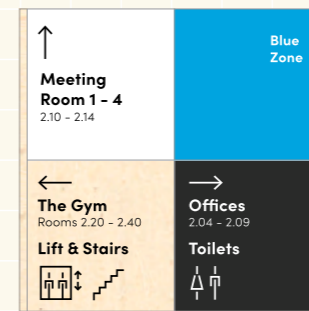 Meeting
Room 1 - 4
2.10 - 2.14
Blue
Zone
The Gym
Rooms 2.20 - 2.40
Lift & Stairs
Offices
2.04 - 2.09
Toilets